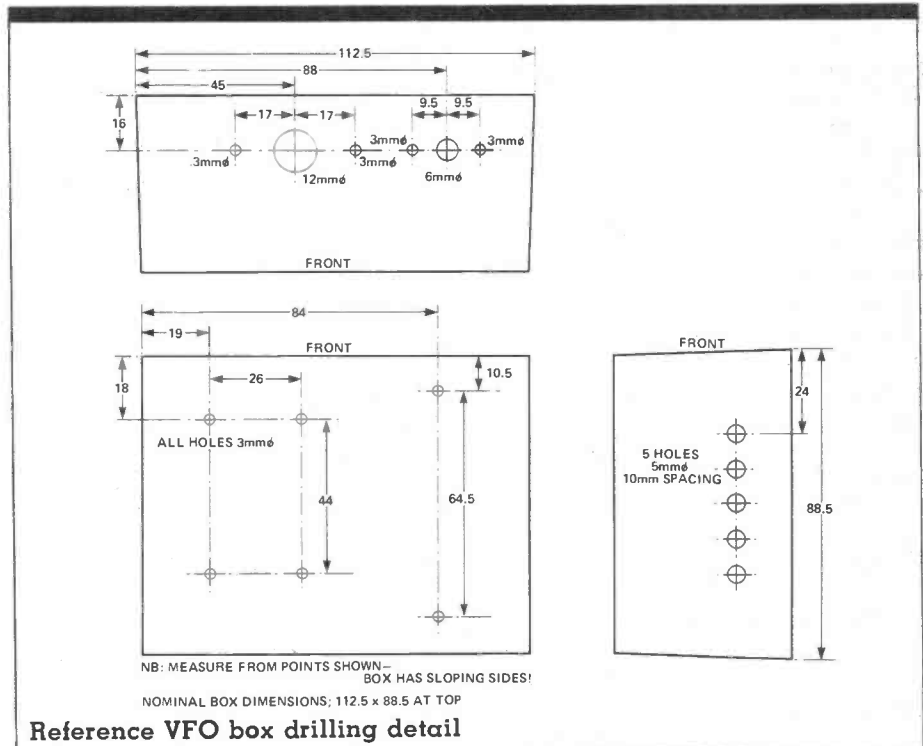 112.5
88
45
9.5 9.5
16
17 17
3mmø 3mmø
3mmø 3mmø
12mmø 6mmø
FRONT
84
19
FRONT
FRONT
18
26
10.5
24
ALL HOLES 3mmø
5 HOLES
5mmø
10mm SPACING
44
64.5
88.5
NB: MEASURE FROM POINTS SHOWN–
BOX HAS SLOPING SIDES!
NOMINAL BOX DIMENSIONS; 112.5 x 88.5 AT TOP
Reference VFO box drilling detail